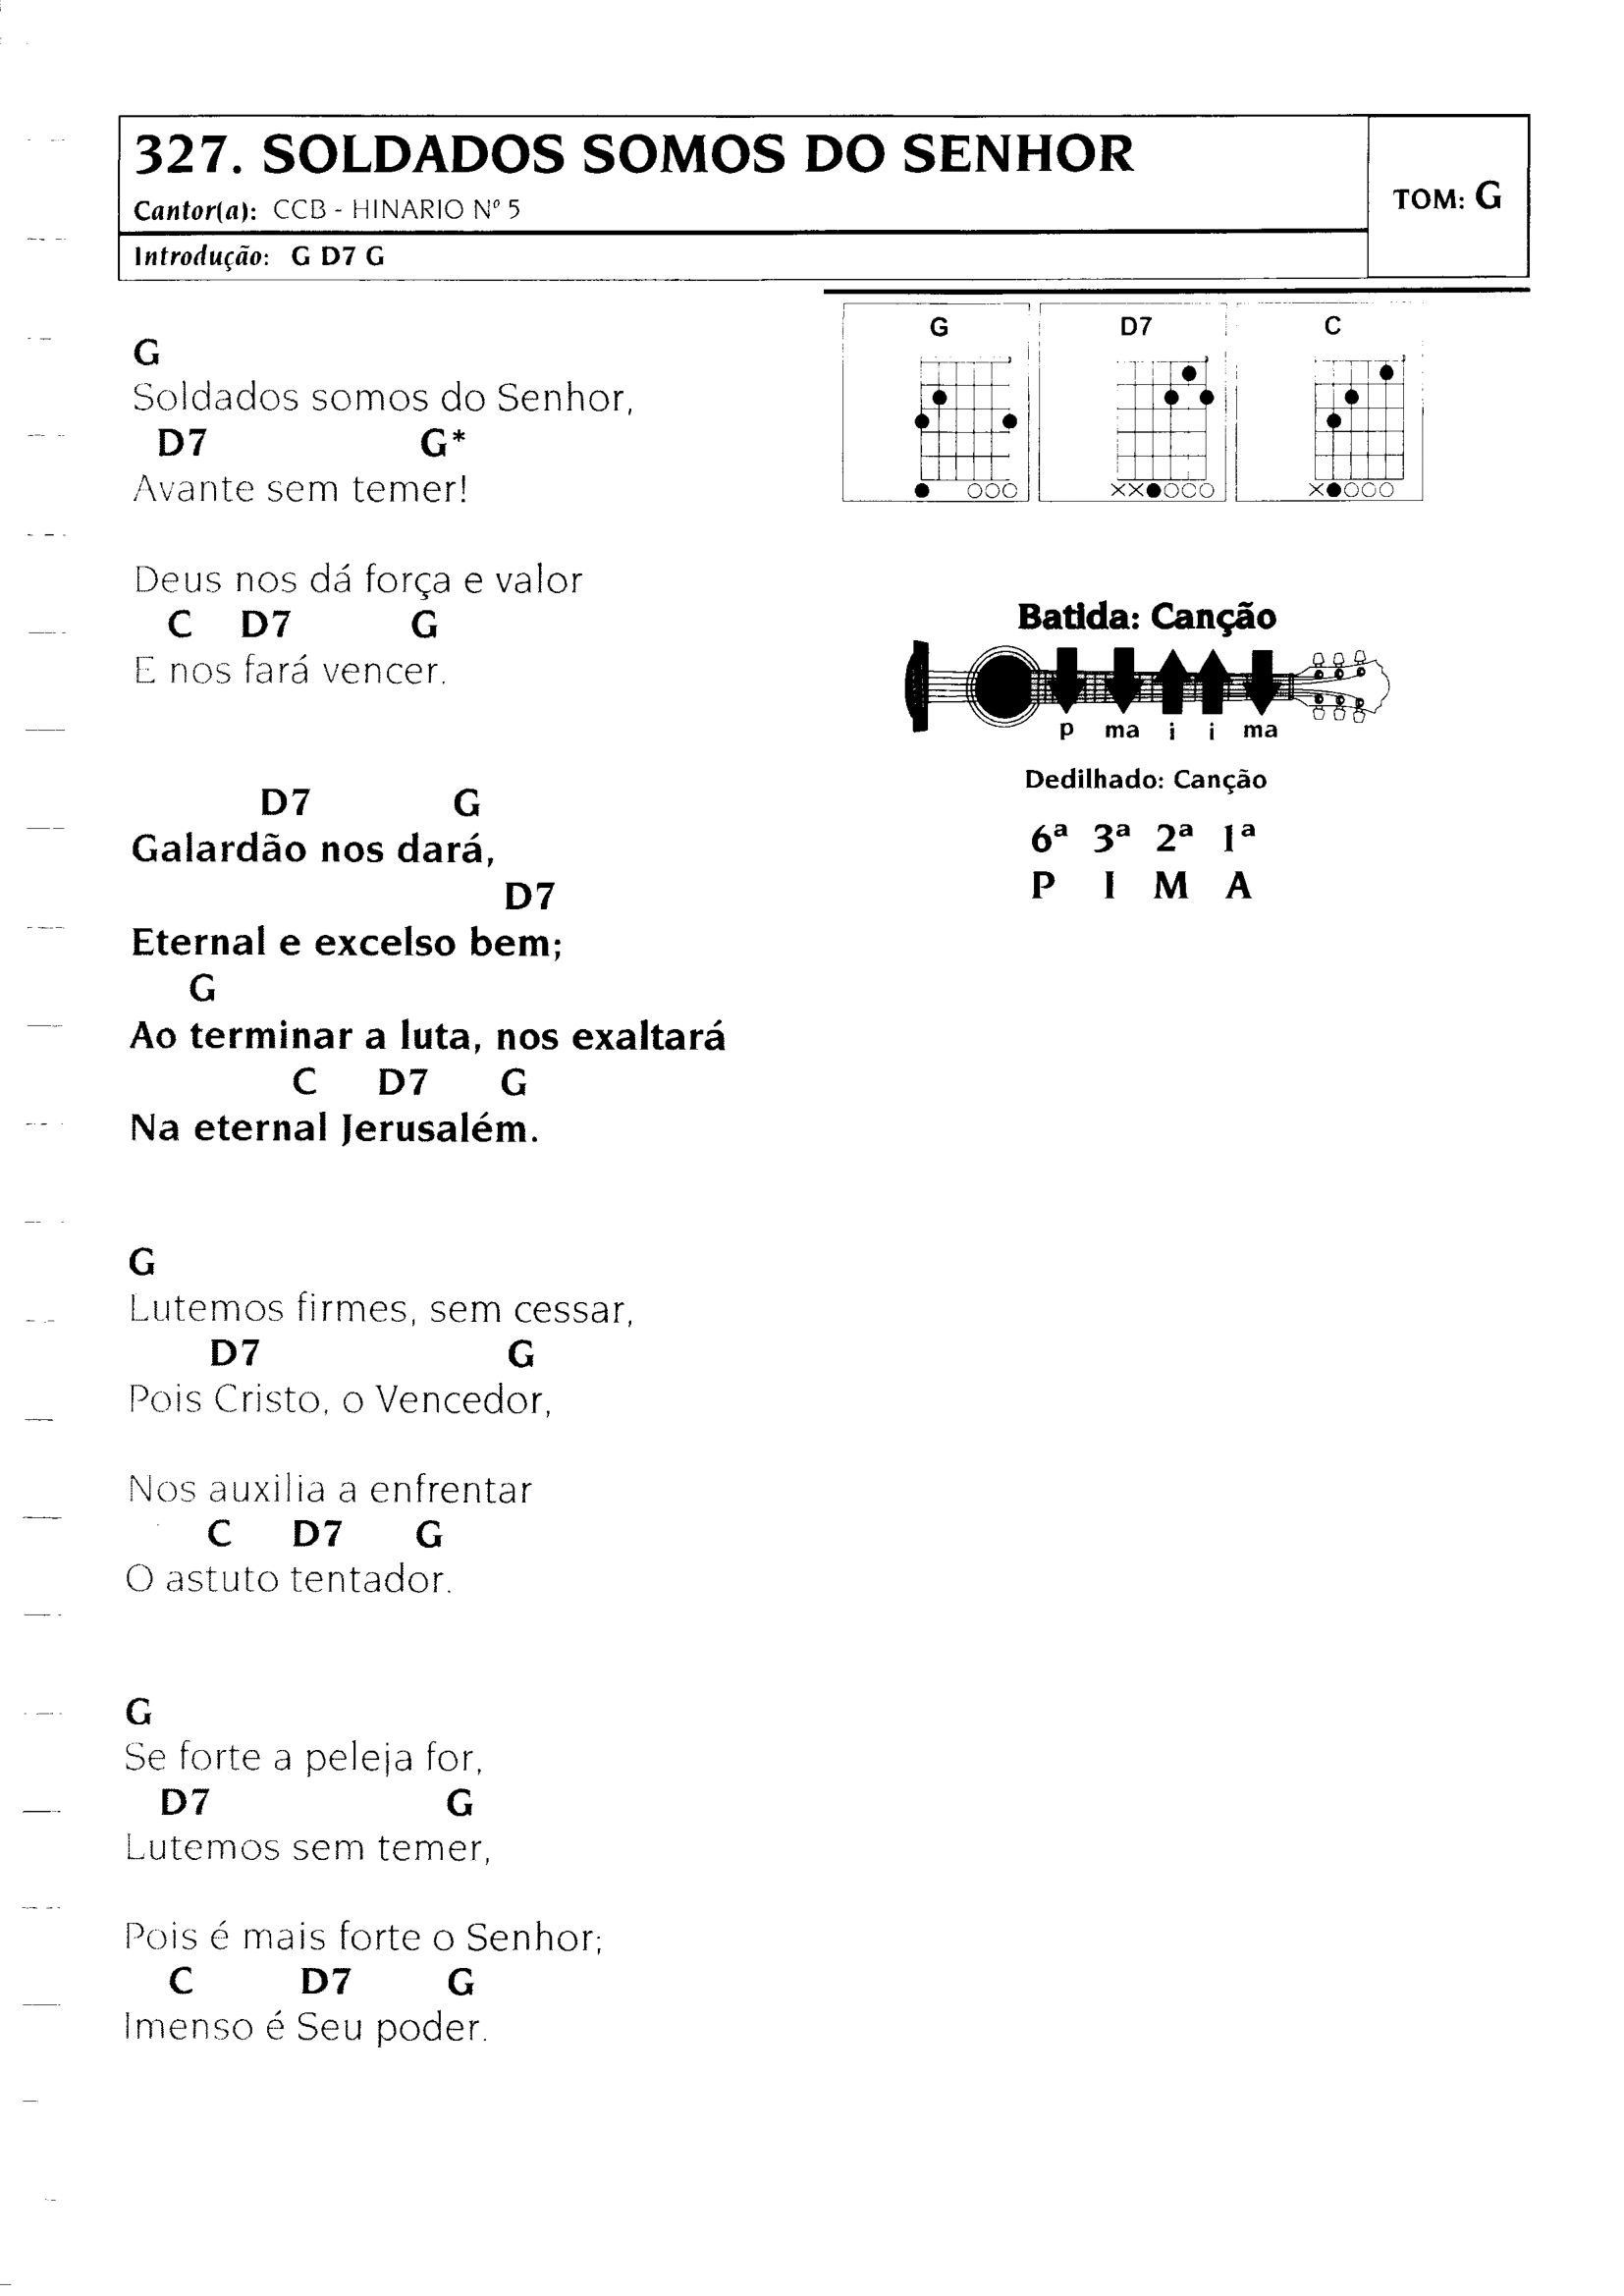 327. SOLDADOS SOMOS DO SENHOR
Cantor(a): CCB - HINARIO Nº 5
Introdução: G D7 G
TOM: G
G
Soldados somos do Senhor,
D7 G*
Avante sem temer!
Deus nos dá força e valor
C D7 G
E nos fará vencer.
D7 G
Galardão nos dará,
D7
Eternal e excelso bem;
G
Ao terminar a luta, nos exaltará
C D7 G
Na eternal Jerusalém.
G
Lutemos firmes, sem cessar,
D7 G
Pois Cristo, o Vencedor,
Nos auxilia a enfrentar
C D7 G
O astuto tentador.
G
Se forte a peleja for,
D7 G
Lutemos sem temer,
Pois é mais forte o Senhor;
C D7 G
Imenso é Seu poder.
G D7 C
Batida: Canção
p ma i i ma
Dedilhado: Canção
6ª 3ª 2ª 1ª
P I M A